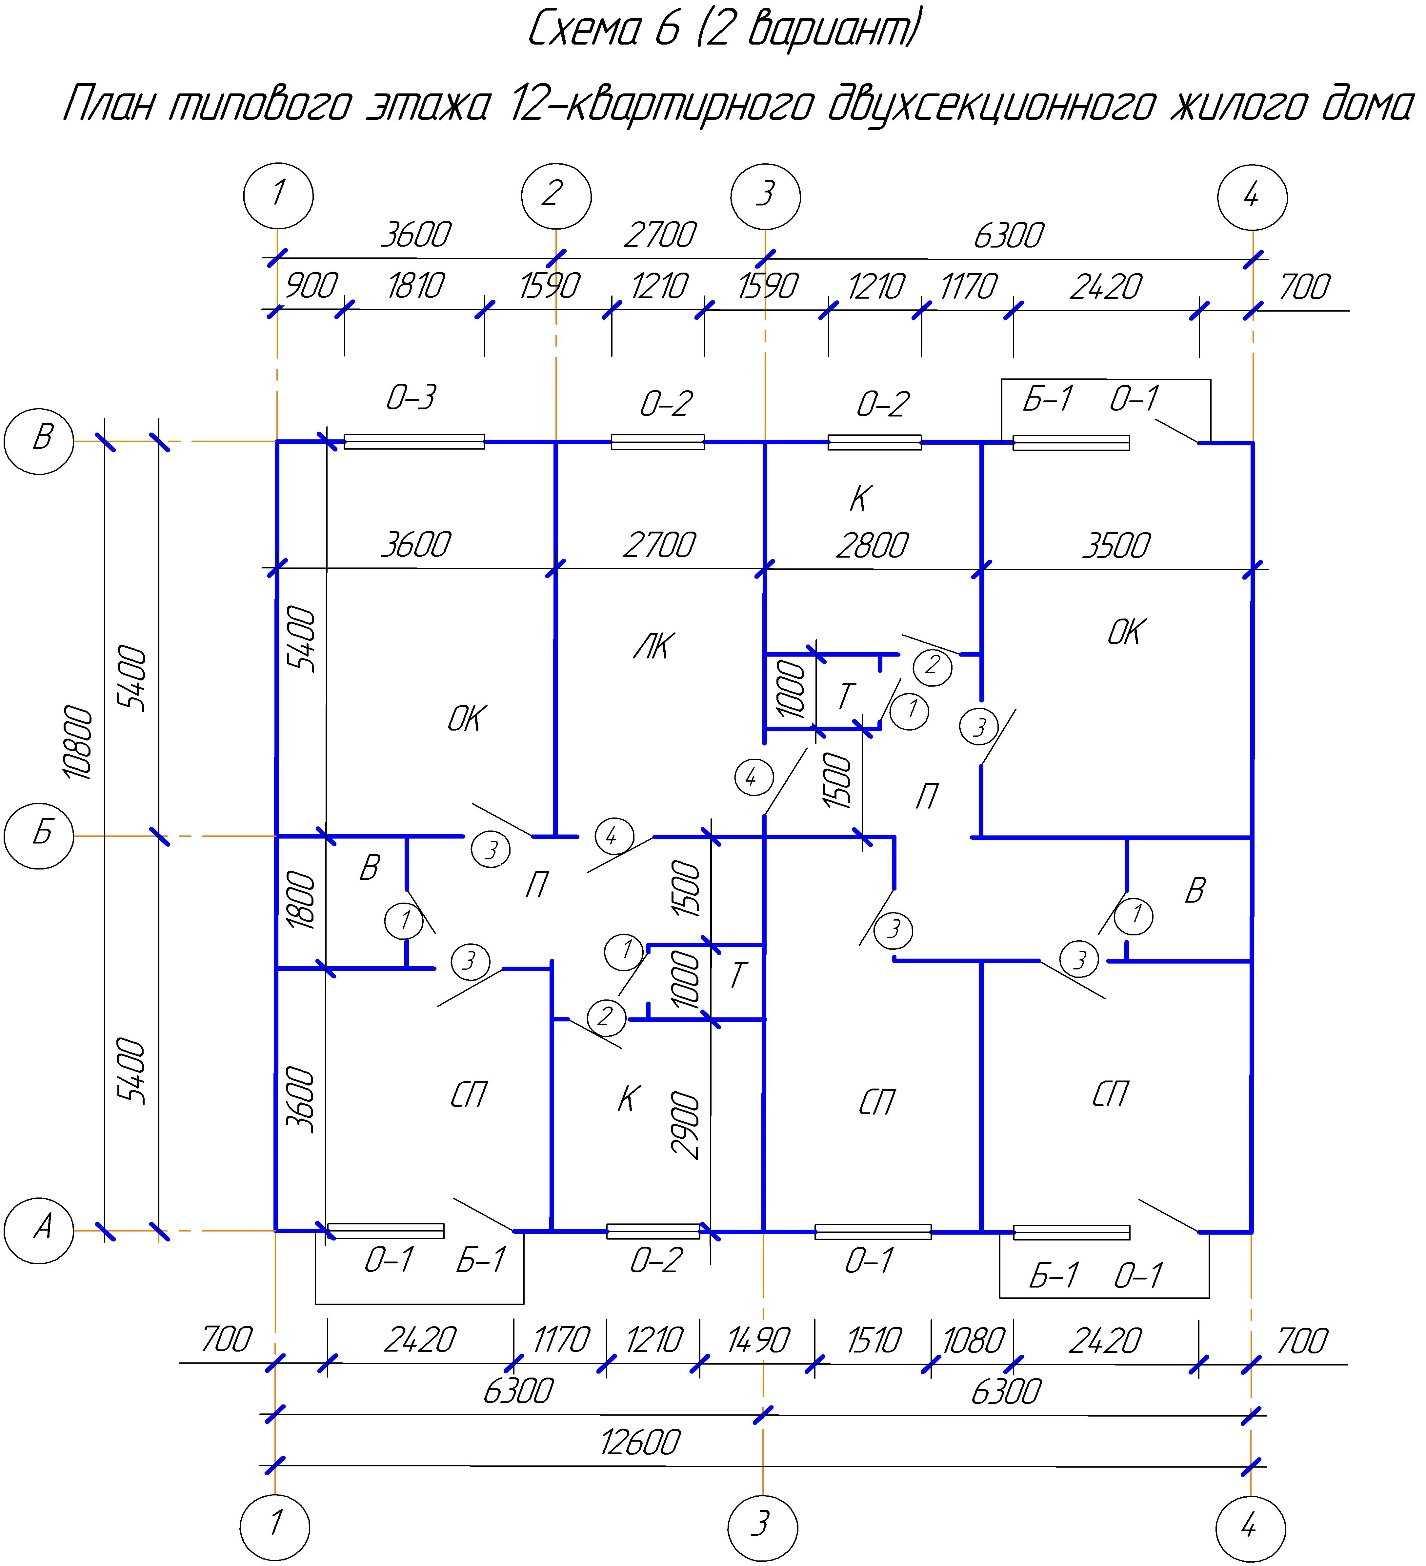 Схема 6 (2 вариант)
План типового этажа 12-квартирного двухсекционного жилого дома
1 2 3 4
3600 2700 6300
900 1810 1590 1210 1590 1210 1170 2420 700
О-3 О-2 О-2 Б-1 О-1
В
К
3600 2700 2800 3500
5400
5400
10800
ЛК
ОК
ОК
1000
Т
2
1
3
4
1500
П
Б
3
4
В
П
1800
1500
1
3
1
В
3
1
3
1000
Т
2
5400
3600
СП
К
2900
СП
СП
А
О-1 Б-1 О-2 О-1 Б-1 О-1
700 2420 1170 1210 1490 1510 1080 2420 700
6300 6300
12600
1 3 4